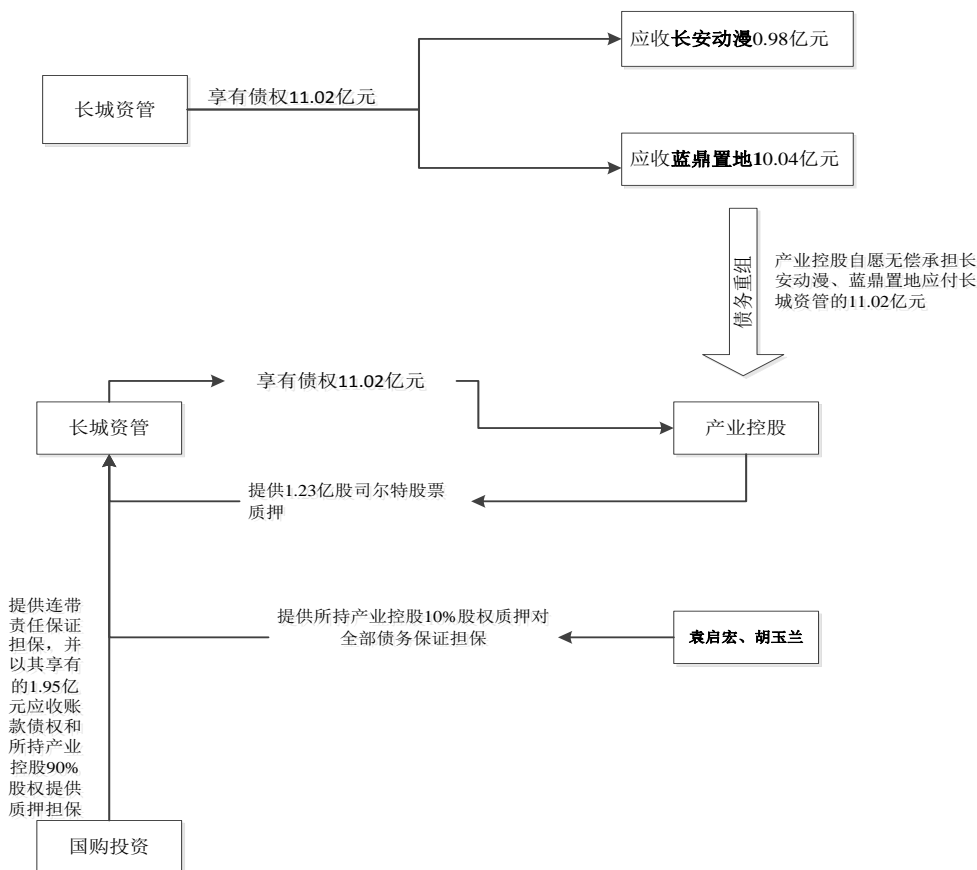 应收长安动漫0.98亿元
长城资管
享有债权11.02亿元
应收蓝鼎置地10.04亿元
债务重组
产业控股自愿无偿承担长
安动漫、蓝鼎置地应付长
城资管的11.02亿元
享有债权11.02亿元
长城资管
产业控股
提供1.23亿股司尔特股票
质押
提供连带
责任保证
担保，并
以其享有
的1.95亿
元应收账
款债权和
所持产业
控股90%
股权提供
质押担保
提供所持产业控股10%股权质押对
全部债务保证担保
袁启宏、胡玉兰
国购投资